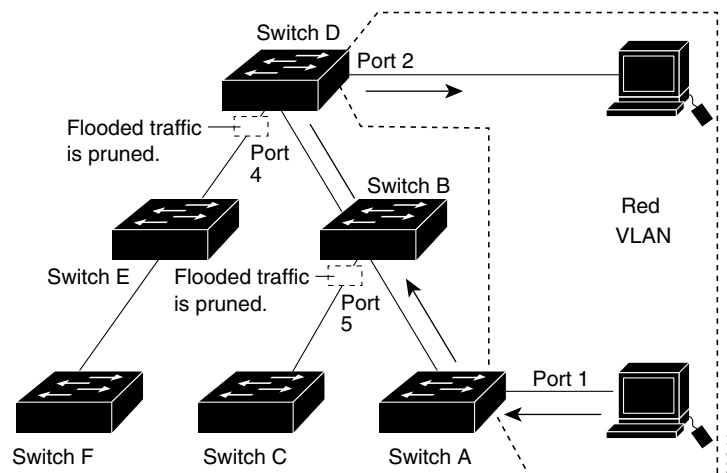 Switch D
Port 2
Flooded traffic
is pruned.
Port
4
Switch B
Red
VLAN
Switch E
Flooded traffic
is pruned.
Port
5
Port 1
Switch F
Switch C
Switch A